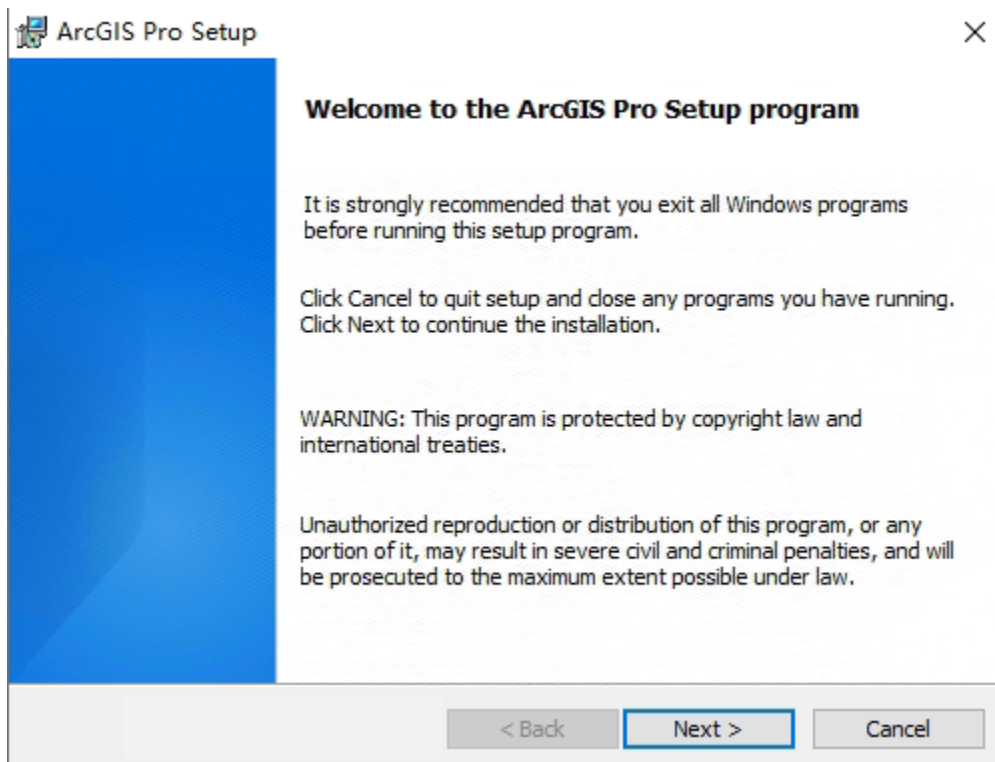 ArcGIS Pro Setup
Welcome to the ArcGIS Pro Setup program
It is strongly recommended that you exit all Windows programs
before running this setup program.
Click Cancel to quit setup and close any programs you have running.
Click Next to continue the installation.
WARNING: This program is protected by copyright law and
international treaties.
Unauthorized reproduction or distribution of this program, or any
portion of it, may result in severe civil and criminal penalties, and will
be prosecuted to the maximum extent possible under law.
< Back Next > Cancel